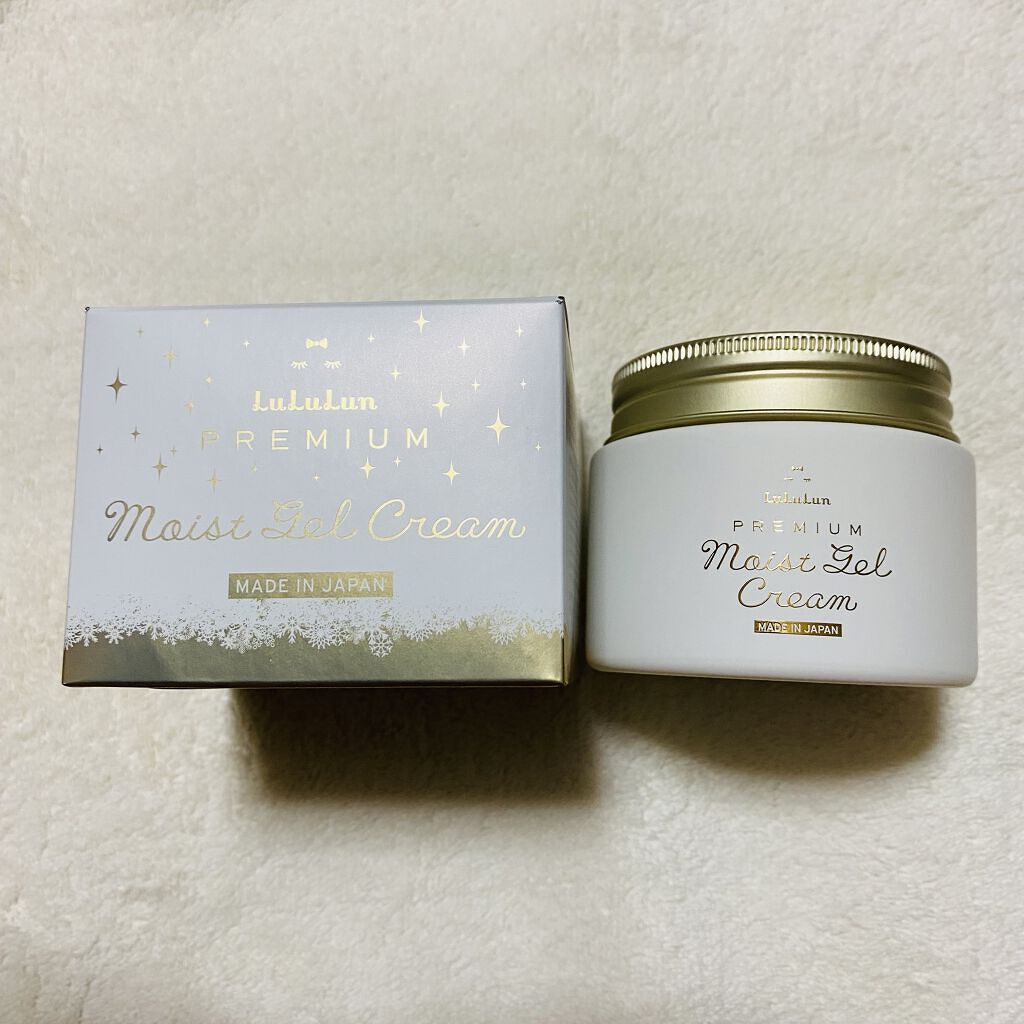 LuLuLun
PREMIUM
Moist Gel Cream
MADE IN JAPAN
LuLuLun
PREMIUM
Moist Gel
Cream
MADE IN JAPAN